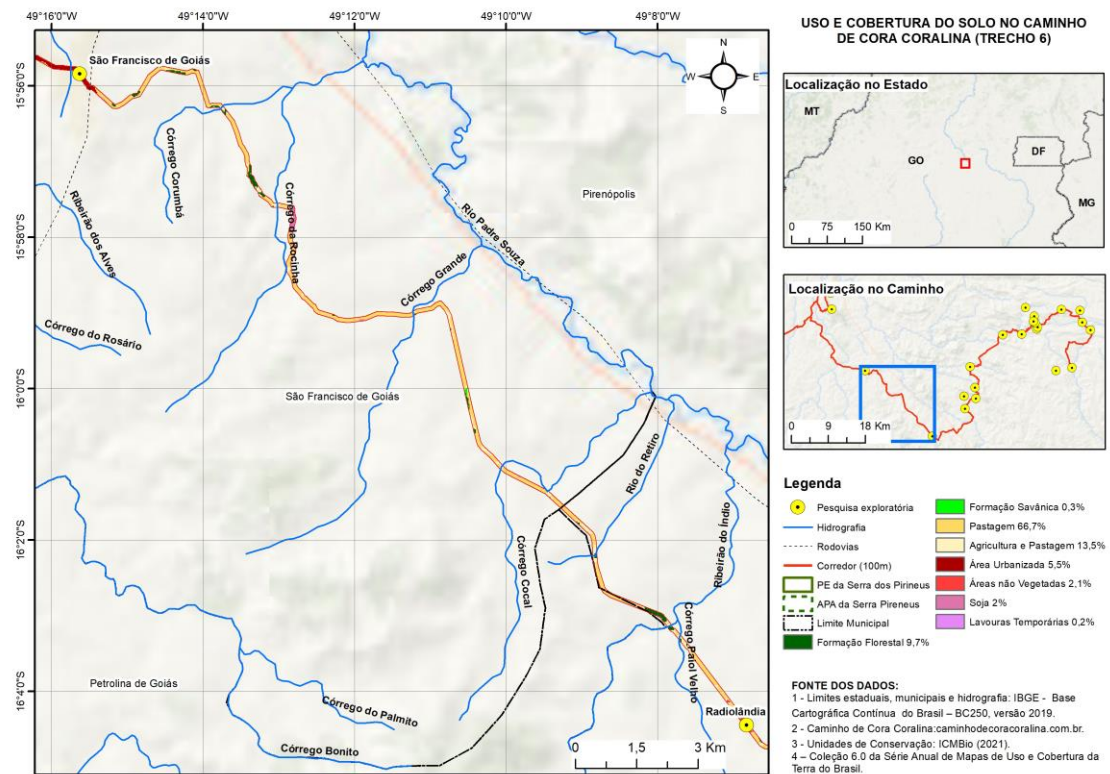 USO E COBERTURA DO SOLO NO CAMINHO
DE CORA CORALINA (TRECHO 6)
49°16'0"W
49°14'0"W
49°12'0"W
49°10'0"W
49°8'0"W
15°56'0"S
15°58'0"S
16°0'0"S
16°2'0"S
16°4'0"S
N
W
E
S
São Francisco de Goiás
Córrego Corumbá
Ribeirão dos Alves
Córrego da Rocinha
Pirenópolis
Rio Padre Souza
Córrego Grande
Córrego do Rosário
São Francisco de Goiás
Rio do Retiro
Ribeirão do Índio
Córrego Cocal
Córrego Paiol Velho
Petrolina de Goiás
Córrego do Palmito
Radiolândia
Córrego Bonito
0 1,5 3 Km
Localização no Estado
MT
GO
DF
MG
0 75 150 Km
Localização no Caminho
0 9 18 Km
Legenda
Pesquisa exploratória
Hidrografia
Rodovias
Corredor (100m)
PE da Serra dos Pirineus
APA da Serra Pireneus
Limite Municipal
Formação Florestal 9,7%
Formação Savânica 0,3%
Pastagem 66,7%
Agricultura e Pastagem 13,5%
Área Urbanizada 5,5%
Áreas não Vegetadas 2,1%
Soja 2%
Lavouras Temporárias 0,2%
FONTE DOS DADOS:
1 - Limites estaduais, municipais e hidrografia: IBGE - Base
Cartográfica Contínua do Brasil – BC250, versão 2019.
2 - Caminho de Cora Coralina:caminhodecoracoralina.com.br.
3 - Unidades de Conservação: ICMBio (2021).
4 – Coleção 6.0 da Série Anual de Mapas de Uso e Cobertura da
Terra do Brasil.